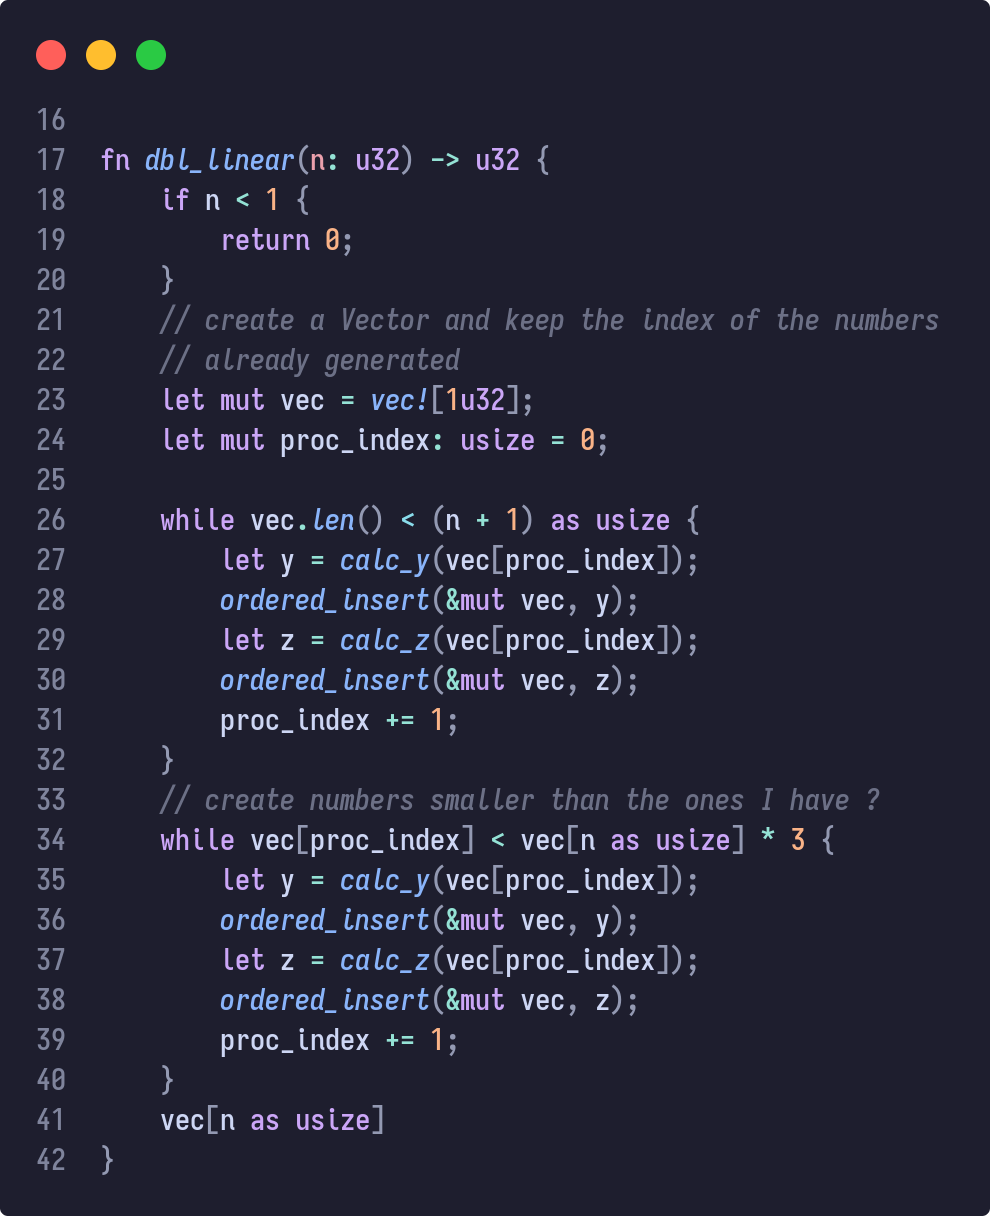 16
17 fn dbl_linear(n: u32) -> u32 {
18     if n < 1 {
19         return 0;
20     }
21     // create a Vector and keep the index of the numbers
22     // already generated
23     let mut vec = vec![1u32];
24     let mut proc_index: usize = 0;
25
26     while vec.len() < (n + 1) as usize {
27         let y = calc_y(vec[proc_index]);
28         ordered_insert(&mut vec, y);
29         let z = calc_z(vec[proc_index]);
30         ordered_insert(&mut vec, z);
31         proc_index += 1;
32     }
33     // create numbers smaller than the ones I have ?
34     while vec[proc_index] < vec[n as usize] * 3 {
35         let y = calc_y(vec[proc_index]);
36         ordered_insert(&mut vec, y);
37         let z = calc_z(vec[proc_index]);
38         ordered_insert(&mut vec, z);
39         proc_index += 1;
40     }
41     vec[n as usize]
42 }